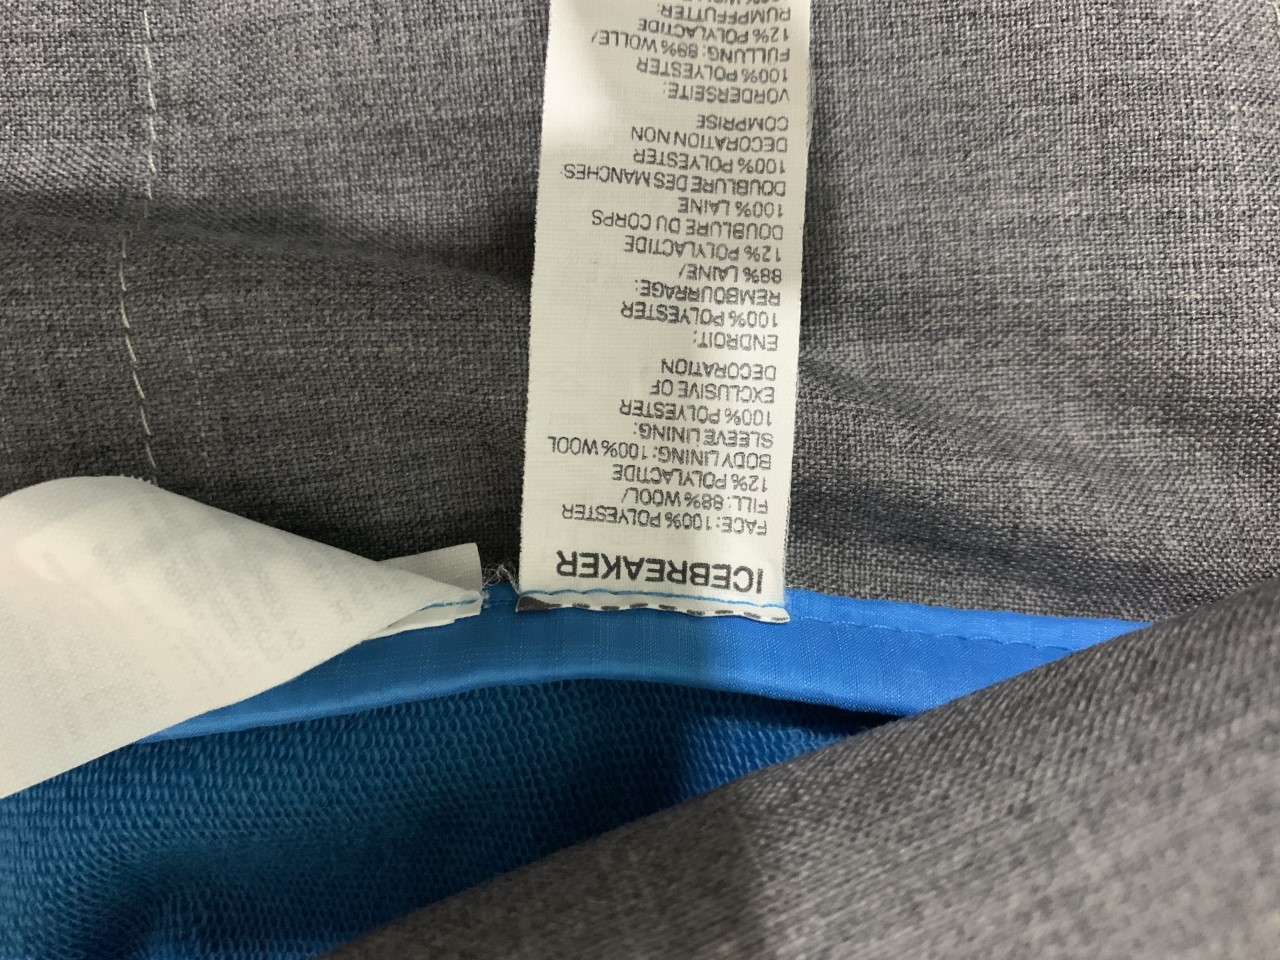 ICEBREAKER
FACE: 100% POLYESTER
FILL: 88% WOOL/
12% POLYLACTIDE
BODY LINING: 100% WOOL
SLEEVE LINING:
100% POLYESTER
EXCLUSIVE OF
DECORATION
ENDROIT:
100% POLYESTER
REMBOURRAGE:
88% LAINE/
12% POLYLACTIDE
DOUBLURE DU CORPS
100% LAINE
DOUBLURE DES MANCHES:
100% POLYESTER
DECORATION NON
COMPRISE
VORDERSEITE:
100% POLYESTER
FÜLLUNG: 88% WOLLE/
12% POLYLACTIDE
RUMPFFUTTER: